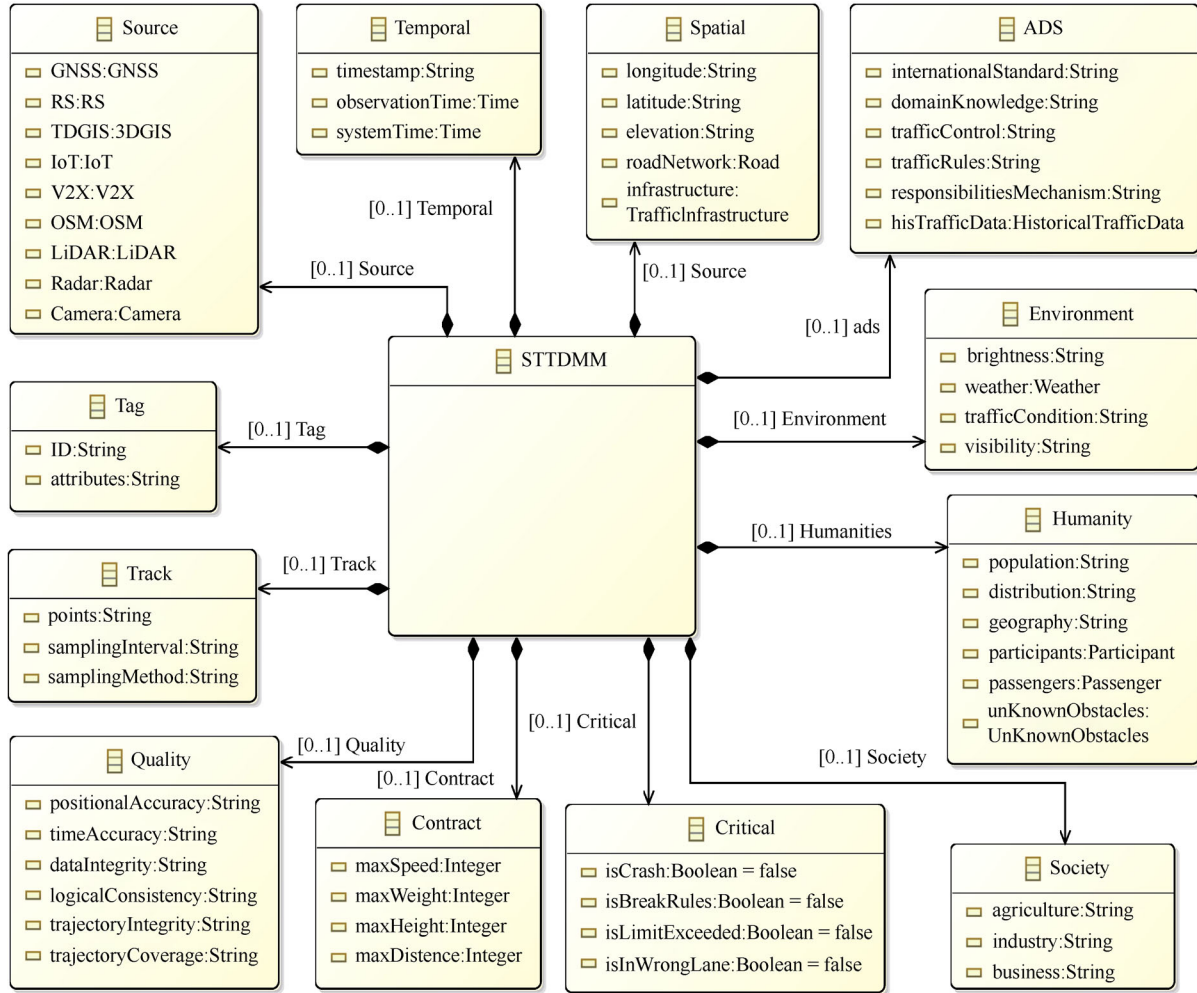 Source
GNSS:GNSS
RS:RS
TDGIS:3DGIS
IoT:IoT
V2X:V2X
OSM:OSM
LiDAR:LiDAR
Radar:Radar
Camera:Camera
Temporal
timestamp:String
observationTime:Time
systemTime:Time
Spatial
longitude:String
latitude:String
elevation:String
roadNetwork:Road
infrastructure:
TrafficInfrastructure
ADS
internationalStandard:String
domainKnowledge:String
trafficControl:String
trafficRules:String
responsibilitiesMechanism:String
hisTrafficData:HistoricalTrafficData
[0..1] Source
[0..1] Temporal
[0..1] Source
[0..1] ads
STTDMM
Environment
brightness:String
weather:Weather
trafficCondition:String
visibility:String
[0..1] Environment
Tag
ID:String
attributes:String
[0..1] Tag
Humanity
population:String
distribution:String
geography:String
participants:Participant
passengers:Passenger
unKnownObstacles:
UnKnownObstacles
[0..1] Humanities
Track
points:String
samplingInterval:String
samplingMethod:String
[0..1] Track
[0..1] Quality
[0..1] Contract
[0..1] Critical
[0..1] Society
Quality
positionalAccuracy:String
timeAccuracy:String
dataIntegrity:String
logicalConsistency:String
trajectoryIntegrity:String
trajectoryCoverage:String
Contract
maxSpeed:Integer
maxWeight:Integer
maxHeight:Integer
maxDistence:Integer
Critical
isCrash:Boolean = false
isBreakRules:Boolean = false
isLimitExceeded:Boolean = false
isInWrongLane:Boolean = false
Society
agriculture:String
industry:String
business:String